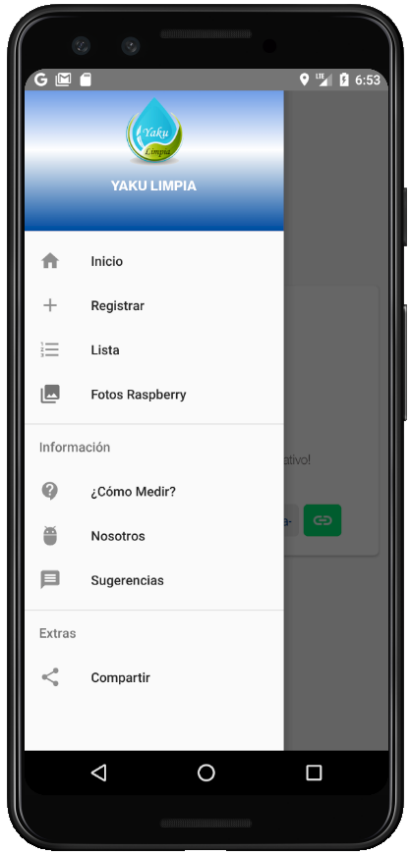 G LTE 6:53
Yaku
Limpia
YAKU LIMPIA
Inicio
Registrar
Lista
Fotos Raspberry
Información
ativo!
¿Cómo Medir?
a-
Nosotros
Sugerencias
Extras
Compartir